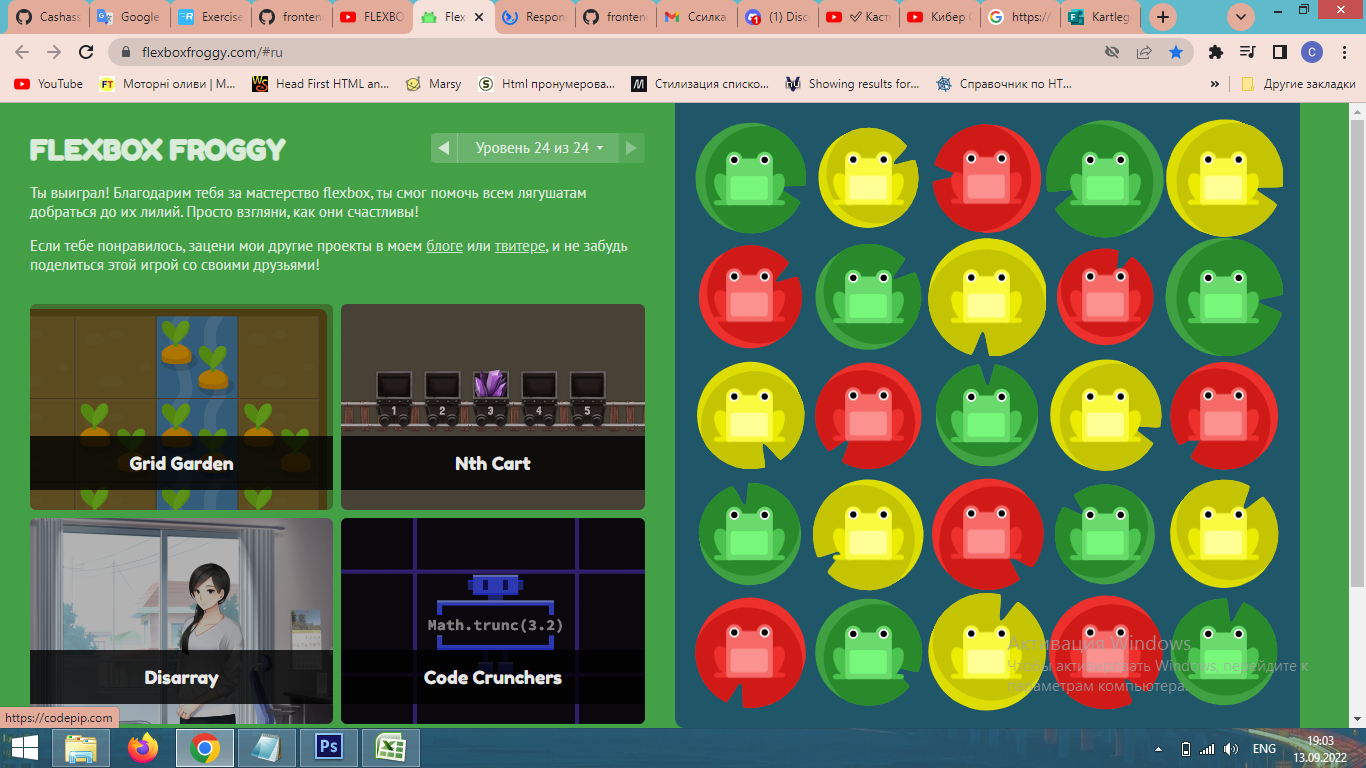 Cashas
Google
Exercise
fronten
FLEXBO
Flex
Respon
fronten
Ссилка
(1) Disc
Каст
Кибер
https://
Kartleg
flexboxfroggy.com/#ru
C
YouTube
Моторні оливи | М...
Head First HTML an...
Marsy
Html пронумерова...
Стилизация списко...
Showing results for...
Справочник по HT...
»
Другие закладки
FLEXBOX FROGGY
Уровень 24 из 24
Ты выиграл! Благодарим тебя за мастерство flexbox, ты смог помочь всем лягушатам
добраться до их лилий. Просто взгляни, как они счастливы!
Если тебе понравилось, зацени мои другие проекты в моем блоге или твитере, и не забудь
поделиться этой игрой со своими друзьями!
1 2 3 4 5
Grid Garden
Nth Cart
Math.trunc(3.2)
Disarray
Code Crunchers
Активация Windows
Чтобы активировать Windows, перейдите к
параметрам компьютера.
https://codepip.com
Ps
ENG
19:03
13.09.2022